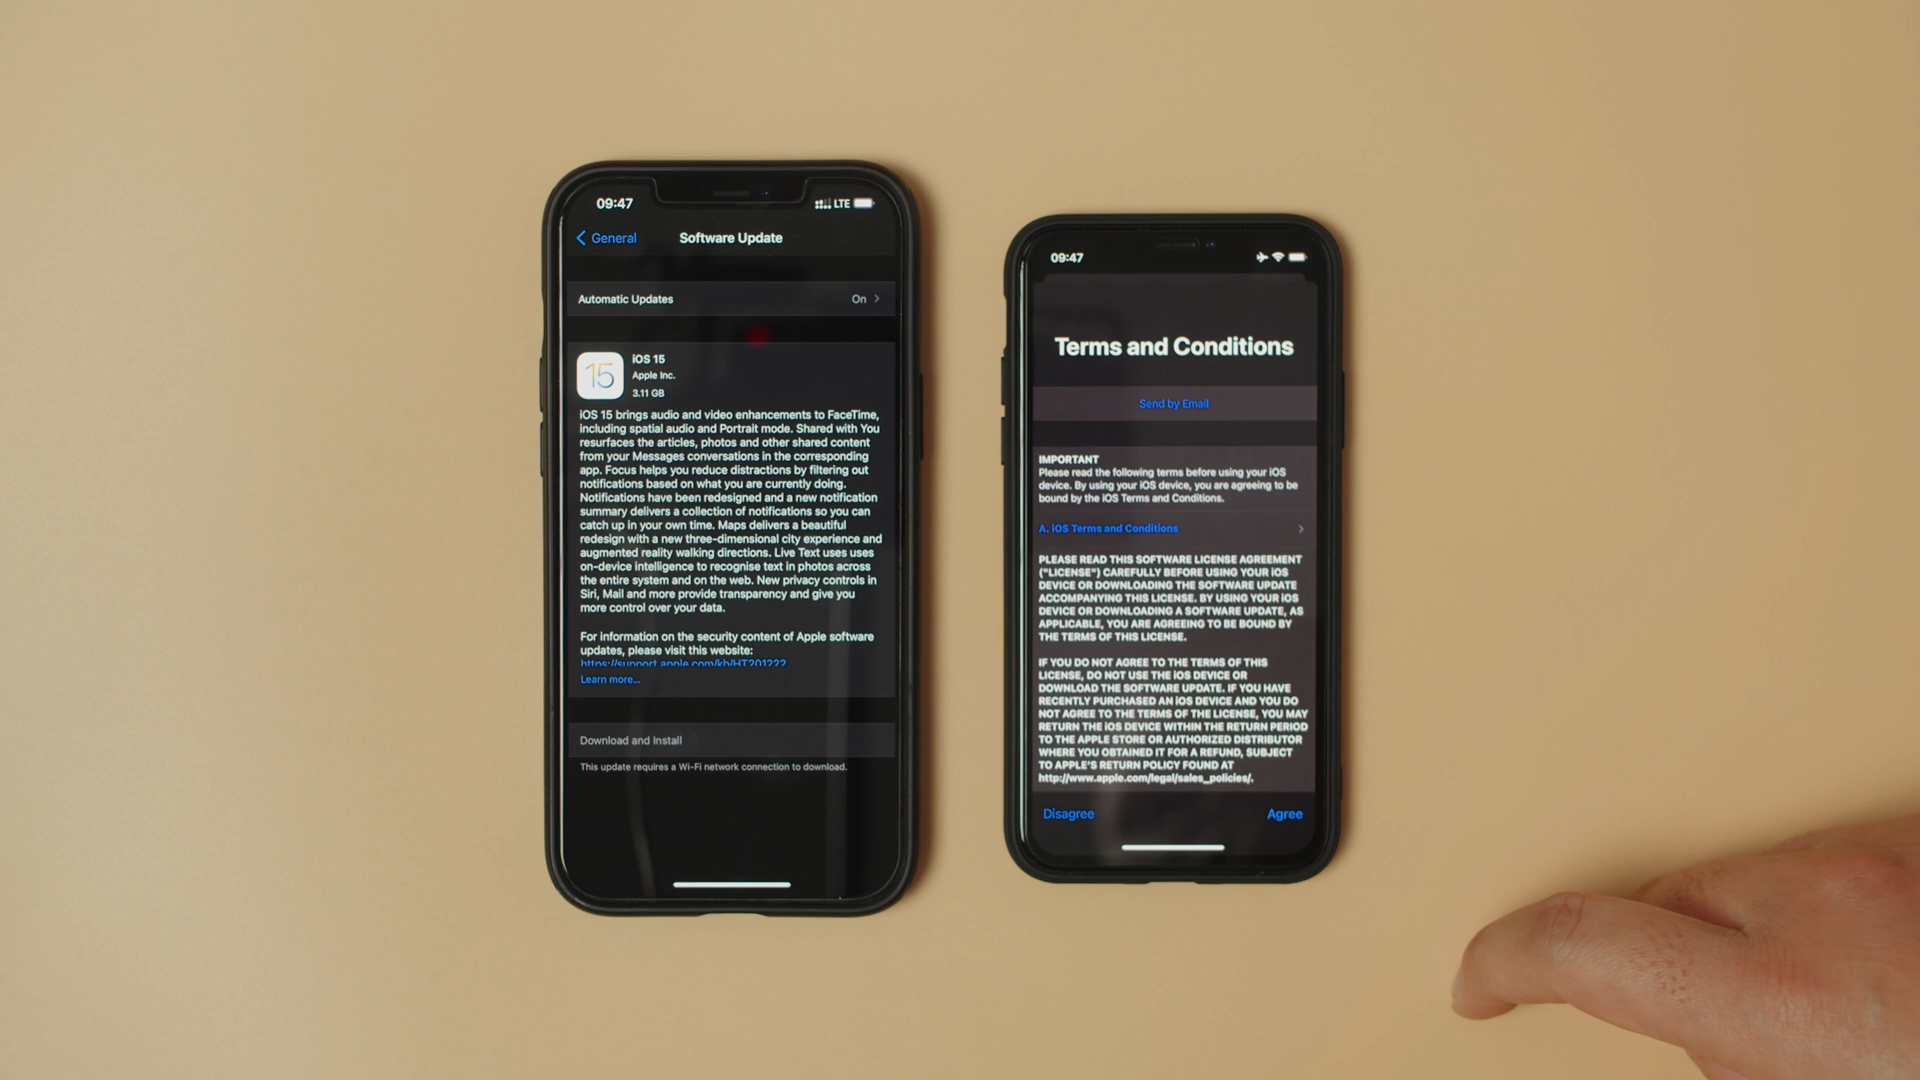 09:47
LTE
General
Software Update
Automatic Updates
On
15
iOS 15
Apple Inc.
3.11 GB
iOS 15 brings audio and video enhancements to FaceTime,
including spatial audio and Portrait mode. Shared with You
resurfaces the articles, photos and other shared content
from your Messages conversations in the corresponding
app. Focus helps you reduce distractions by filtering out
notifications based on what you are currently doing.
Notifications have been redesigned and a new notification
summary delivers a collection of notifications so you can
catch up in your own time. Maps delivers a beautiful
redesign with a new three-dimensional city experience and
augmented reality walking directions. Live Text uses uses
on-device intelligence to recognise text in photos across
the entire system and on the web. New privacy controls in
Siri, Mail and more provide transparency and give you
more control over your data.
For information on the security content of Apple software
updates, please visit this website:
https://support.apple.com/kb/HT201222
Learn more...
Download and Install
This update requires a Wi-Fi network connection to download.
09:47
Terms and Conditions
Send by Email
IMPORTANT
Please read the following terms before using your iOS
device. By using your iOS device, you are agreeing to be
bound by the iOS Terms and Conditions.
A. iOS Terms and Conditions
PLEASE READ THIS SOFTWARE LICENSE AGREEMENT
("LICENSE") CAREFULLY BEFORE USING YOUR iOS
DEVICE OR DOWNLOADING THE SOFTWARE UPDATE
ACCOMPANYING THIS LICENSE. BY USING YOUR iOS
DEVICE OR DOWNLOADING A SOFTWARE UPDATE, AS
APPLICABLE, YOU ARE AGREEING TO BE BOUND BY
THE TERMS OF THIS LICENSE.
IF YOU DO NOT AGREE TO THE TERMS OF THIS
LICENSE, DO NOT USE THE iOS DEVICE OR
DOWNLOAD THE SOFTWARE UPDATE. IF YOU HAVE
RECENTLY PURCHASED AN iOS DEVICE AND YOU DO
NOT AGREE TO THE TERMS OF THE LICENSE, YOU MAY
RETURN THE iOS DEVICE WITHIN THE RETURN PERIOD
TO THE APPLE STORE OR AUTHORIZED DISTRIBUTOR
WHERE YOU OBTAINED IT FOR A REFUND, SUBJECT
TO APPLE'S RETURN POLICY FOUND AT
http://www.apple.com/legal/sales_policies/.
Disagree
Agree